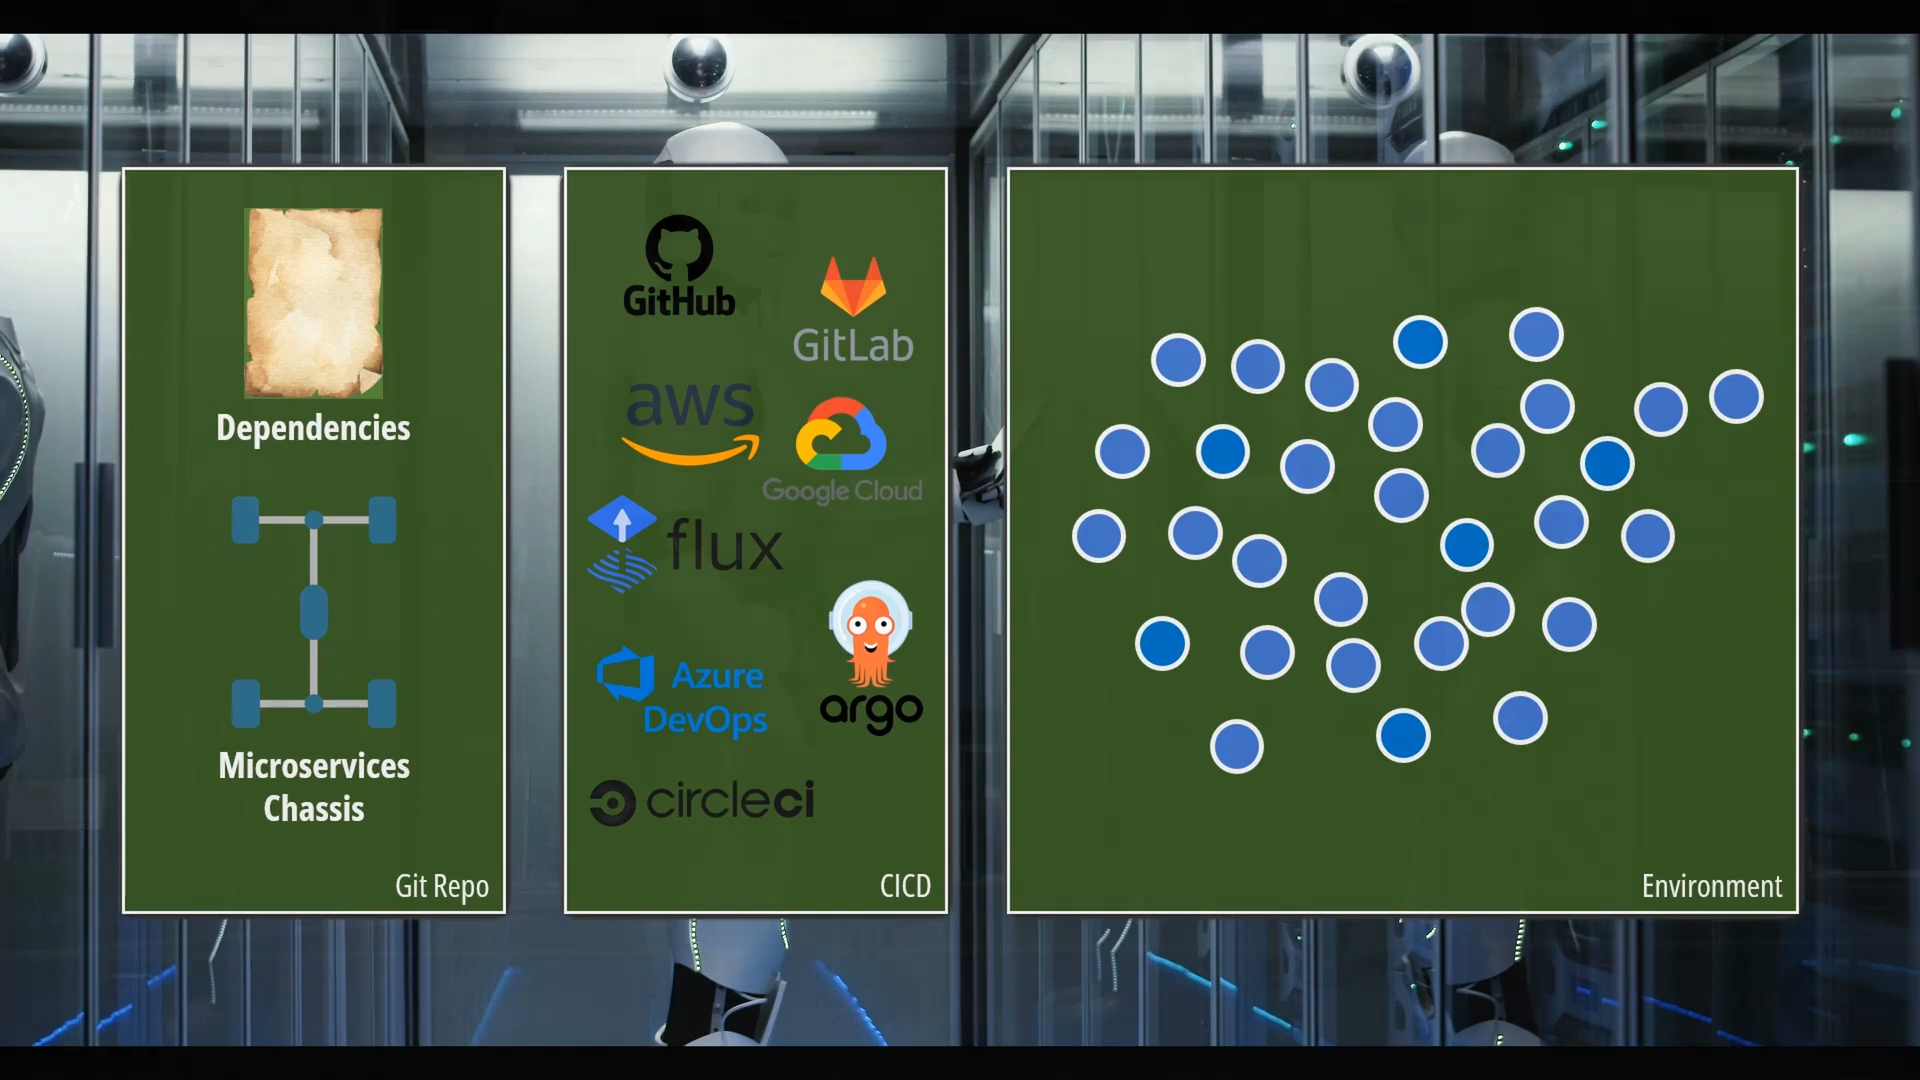 Dependencies
Microservices
Chassis
Git Repo
GitHub
GitLab
aws
Google Cloud
flux
argo
Azure
DevOps
circleci
CICD
Environment